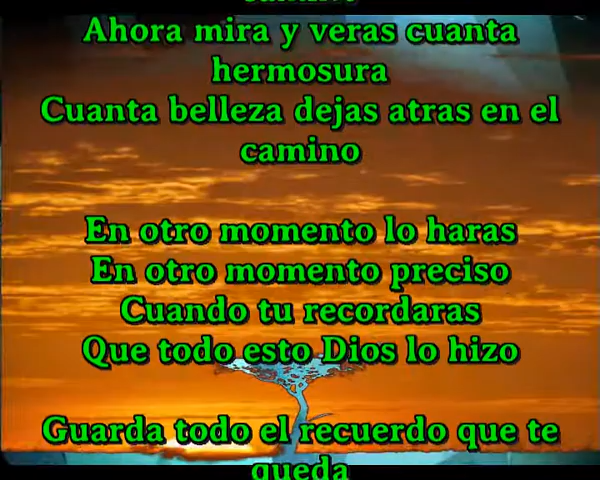 Ahora mira y veras cuanta
hermosura
Cuanta belleza dejas atras en el
camino
En otro momento lo haras
En otro momento preciso
Cuando tu recordaras
Que todo esto Dios lo hizo
Guarda todo el recuerdo que te
queda